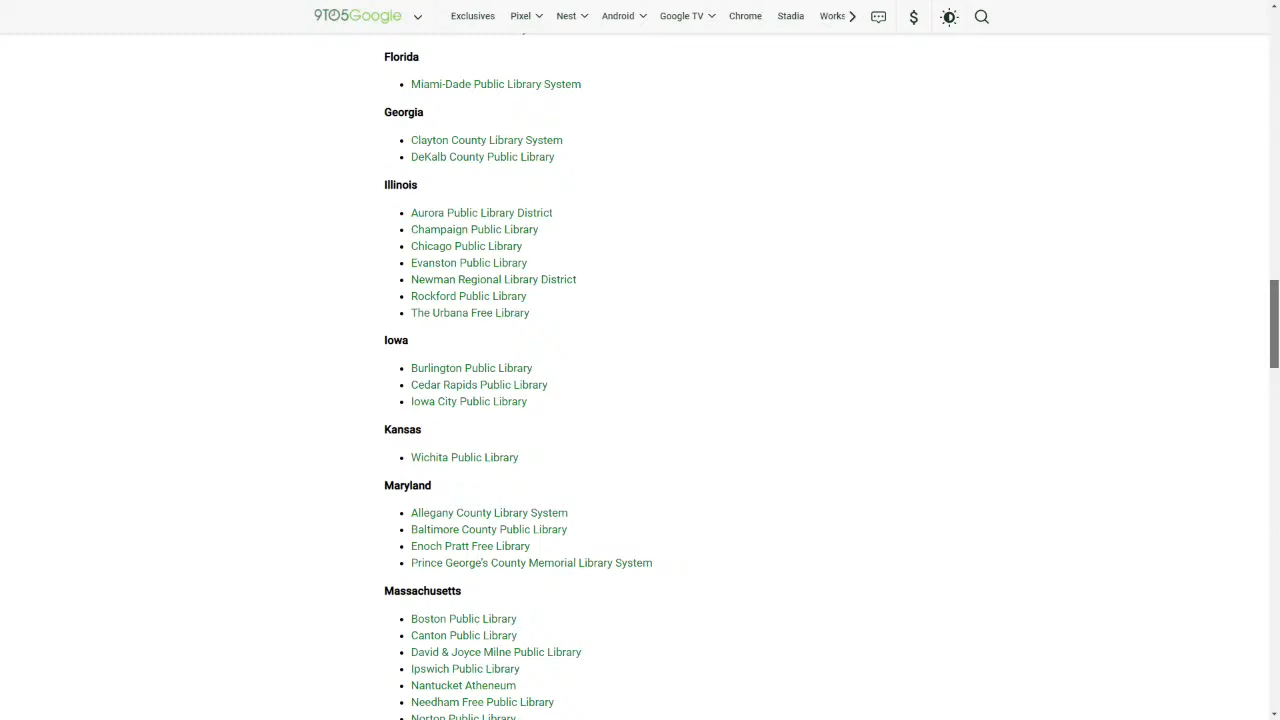 9TO5Google
Exclusives Pixel Nest Android Google TV Chrome Stadia Works
Florida
Miami-Dade Public Library System
Georgia
Clayton County Library System
DeKalb County Public Library
Illinois
Aurora Public Library District
Champaign Public Library
Chicago Public Library
Evanston Public Library
Newman Regional Library District
Rockford Public Library
The Urbana Free Library
Iowa
Burlington Public Library
Cedar Rapids Public Library
Iowa City Public Library
Kansas
Wichita Public Library
Maryland
Allegany County Library System
Baltimore County Public Library
Enoch Pratt Free Library
Prince George's County Memorial Library System
Massachusetts
Boston Public Library
Canton Public Library
David & Joyce Milne Public Library
Ipswich Public Library
Nantucket Atheneum
Needham Free Public Library
Norton Public Library